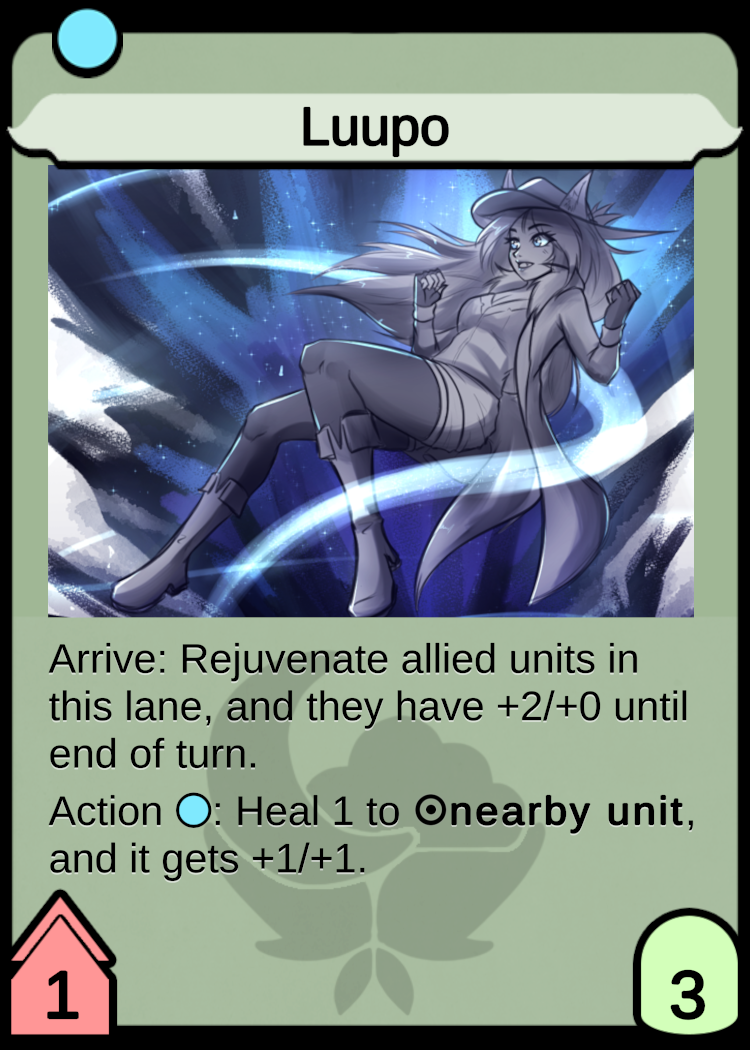 Luupo
Arrive: Rejuvenate allied units in
this lane, and they have +2/+0 until
end of turn.
Action : Heal 1 to nearby unit,
and it gets +1/+1.
1
3